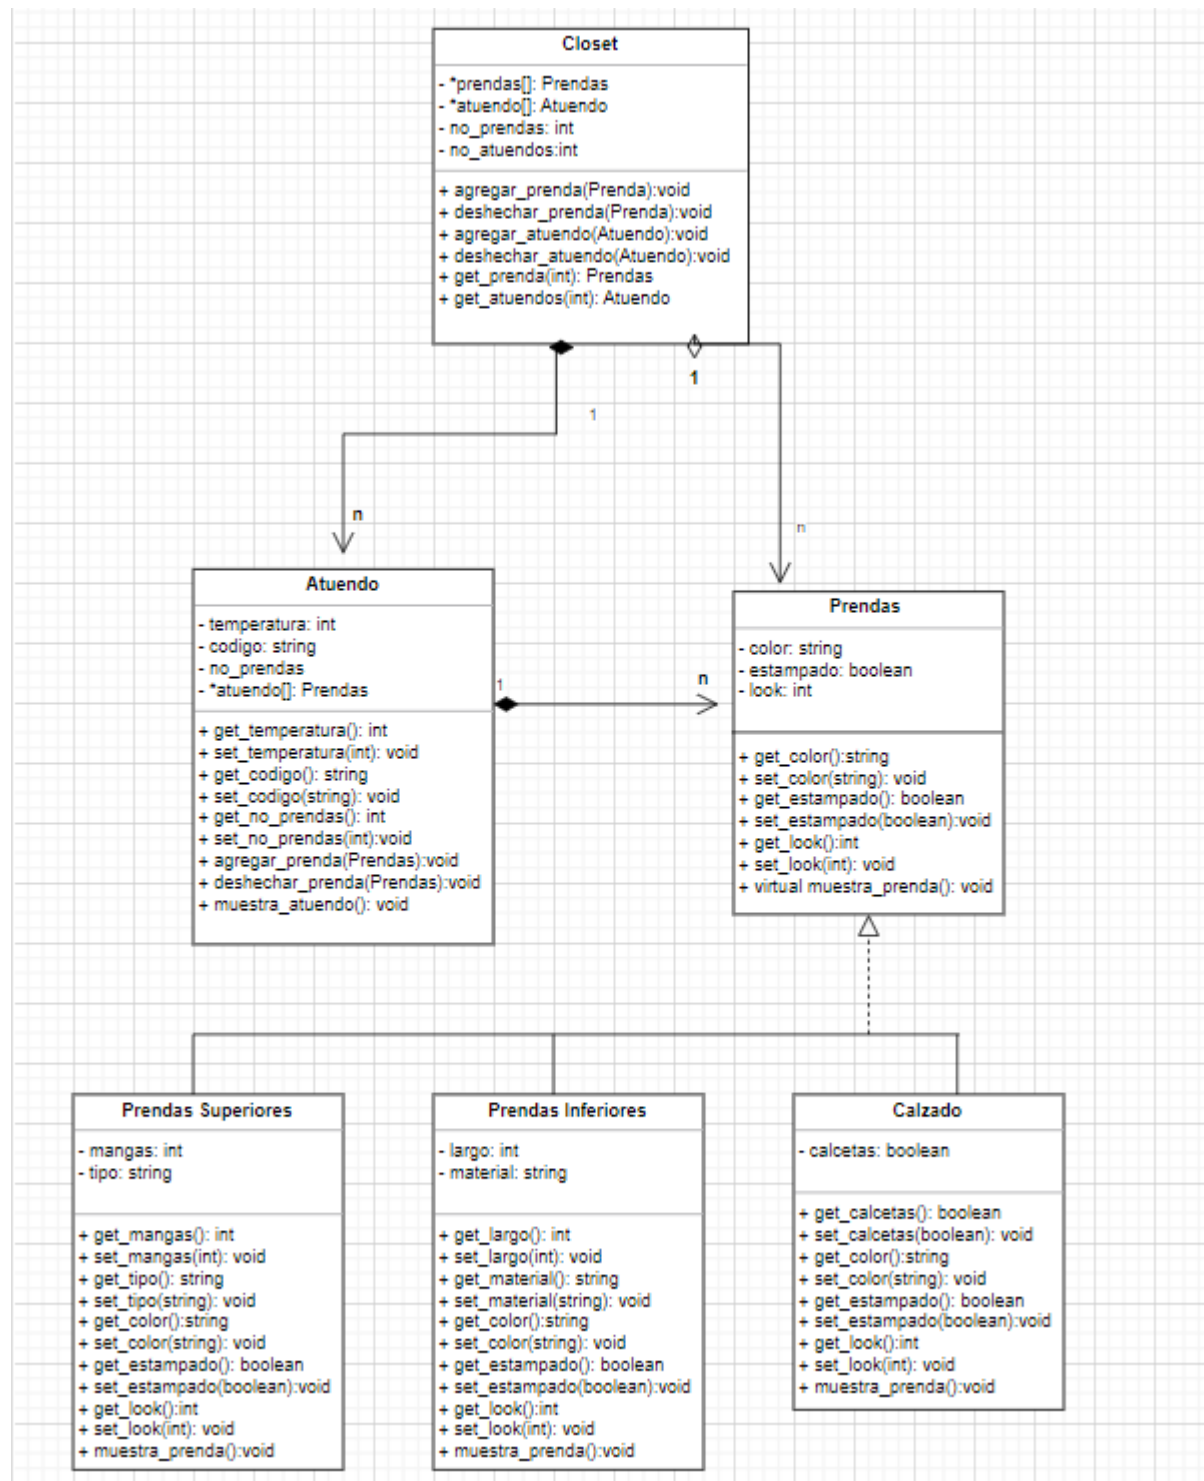 Closet
- *prendas[]: Prendas
- *atuendo[]: Atuendo
- no_prendas: int
- no_atuendos:int
+ agregar_prenda(Prenda):void
+ deshechar_prenda(Prenda):void
+ agregar_atuendo(Atuendo):void
+ deshechar_atuendo(Atuendo):void
+ get_prenda(int): Prendas
+ get_atuendos(int): Atuendo
1
1
n
n
Atuendo
- temperatura: int
- codigo: string
- no_prendas
- *atuendo[]: Prendas
+ get_temperatura(): int
+ set_temperatura(int): void
+ get_codigo(): string
+ set_codigo(string): void
+ get_no_prendas(): int
+ set_no_prendas(int):void
+ agregar_prenda(Prendas):void
+ deshechar_prenda(Prendas):void
+ muestra_atuendo(): void
1
n
Prendas
- color: string
- estampado: boolean
- look: int
+ get_color():string
+ set_color(string): void
+ get_estampado(): boolean
+ set_estampado(boolean):void
+ get_look():int
+ set_look(int): void
+ virtual muestra_prenda(): void
Prendas Superiores
- mangas: int
- tipo: string
+ get_mangas(): int
+ set_mangas(int): void
+ get_tipo(): string
+ set_tipo(string): void
+ get_color():string
+ set_color(string): void
+ get_estampado(): boolean
+ set_estampado(boolean):void
+ get_look():int
+ set_look(int): void
+ muestra_prenda():void
Prendas Inferiores
- largo: int
- material: string
+ get_largo(): int
+ set_largo(int): void
+ get_material(): string
+ set_material(string): void
+ get_color():string
+ set_color(string): void
+ get_estampado(): boolean
+ set_estampado(boolean):void
+ get_look():int
+ set_look(int): void
+ muestra_prenda():void
Calzado
- calcetas: boolean
+ get_calcetas(): boolean
+ set_calcetas(boolean): void
+ get_color():string
+ set_color(string): void
+ get_estampado(): boolean
+ set_estampado(boolean):void
+ get_look():int
+ set_look(int): void
+ muestra_prenda():void